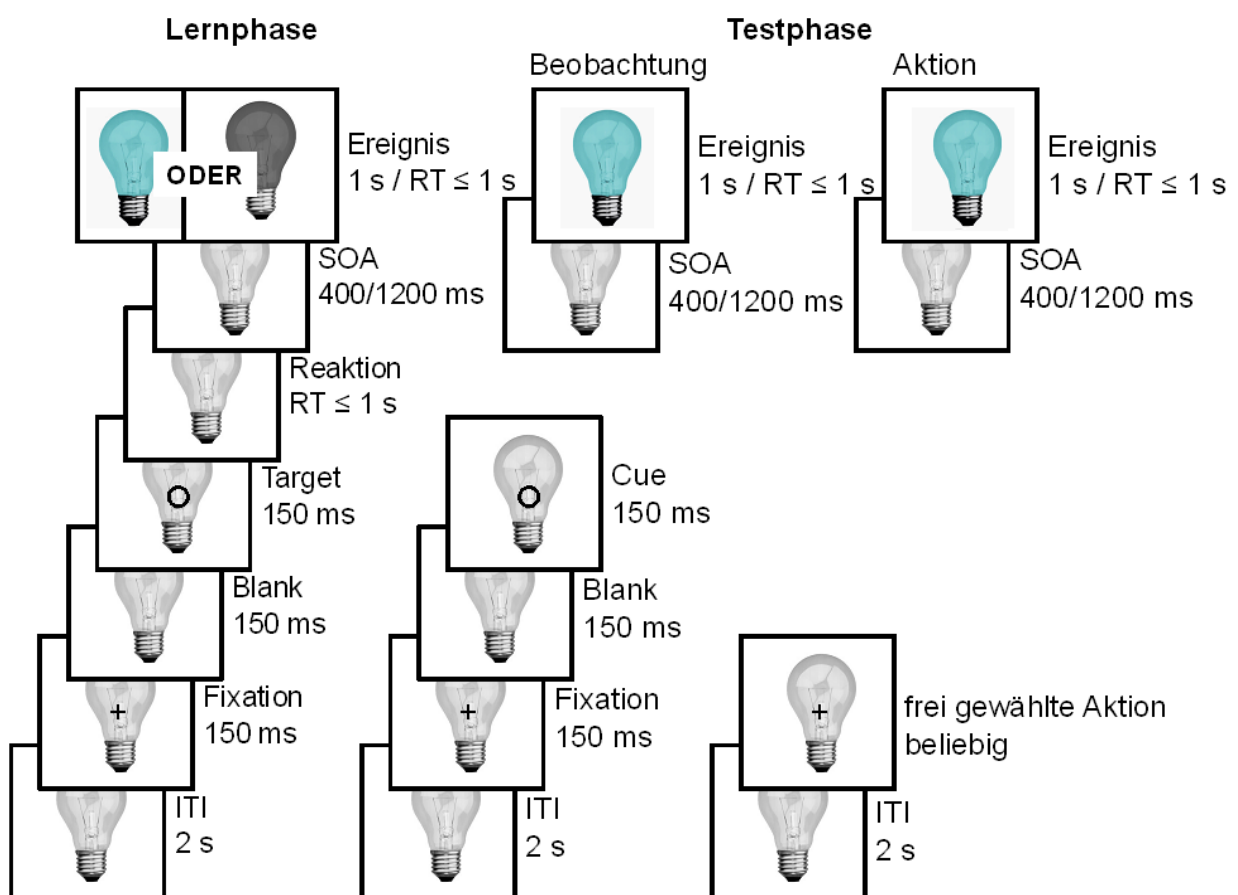 Lernphase
Testphase
Beobachtung
Aktion
ODER
Ereignis
1 s / RT ≤ 1 s
Ereignis
1 s / RT ≤ 1 s
Ereignis
1 s / RT ≤ 1 s
SOA
400/1200 ms
SOA
400/1200 ms
SOA
400/1200 ms
Reaktion
RT ≤ 1 s
Target
150 ms
Cue
150 ms
Blank
150 ms
Blank
150 ms
Fixation
150 ms
Fixation
150 ms
frei gewählte Aktion
beliebig
ITI
2 s
ITI
2 s
ITI
2 s